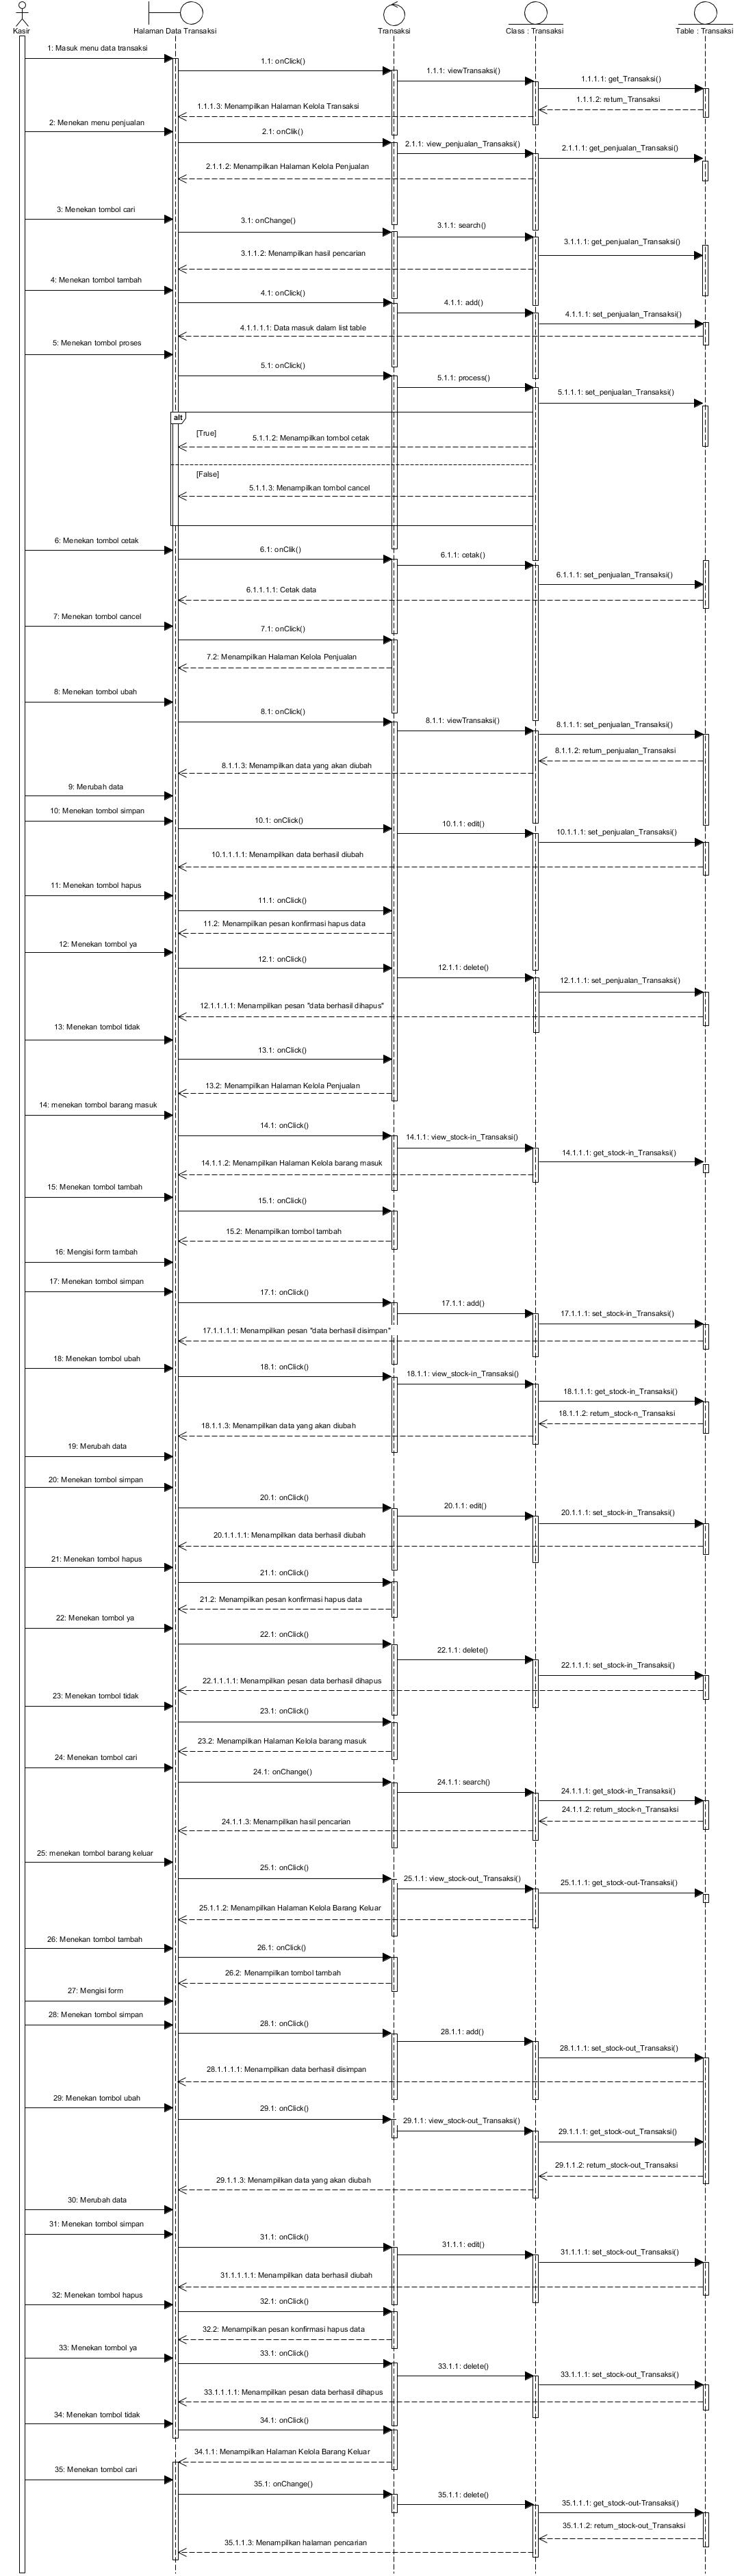 Kasir
Halaman Data Transaksi
Transaksi
Class : Transaksi
Table : Transaksi
1: Masuk menu data transaksi
1.1: onClick()
1.1.1: viewTransaksi()
1.1.1.1: get_Transaksi()
1.1.1.2: return_Transaksi
1.1.1.3: Menampilkan Halaman Kelola Transaksi
2: Menekan menu penjualan
2.1: onClik()
2.1.1: view_penjualan_Transaksi()
2.1.1.1: get_penjualan_Transaksi()
2.1.1.2: Menampilkan Halaman Kelola Penjualan
3: Menekan tombol cari
3.1: onChange()
3.1.1: search()
3.1.1.1: get_penjualan_Transaksi()
3.1.1.2: Menampilkan hasil pencarian
4: Menekan tombol tambah
4.1: onClick()
4.1.1: add()
4.1.1.1: set_penjualan_Transaksi()
4.1.1.1.1: Data masuk dalam list table
5: Menekan tombol proses
5.1: onClick()
5.1.1: process()
5.1.1.1: set_penjualan_Transaksi()
alt
[True]
5.1.1.2: Menampilkan tombol cetak
[False]
5.1.1.3: Menampilkan tombol cancel
6: Menekan tombol cetak
6.1: onClik()
6.1.1: cetak()
6.1.1.1: set_penjualan_Transaksi()
6.1.1.1.1: Cetak data
7: Menekan tombol cancel
7.1: onClick()
7.2: Menampilkan Halaman Kelola Penjualan
8: Menekan tombol ubah
8.1: onClick()
8.1.1: viewTransaksi()
8.1.1.1: set_penjualan_Transaksi()
8.1.1.2: return_penjualan_Transaksi
8.1.1.3: Menampilkan data yang akan diubah
9: Merubah data
10: Menekan tombol simpan
10.1: onClick()
10.1.1: edit()
10.1.1.1: set_penjualan_Transaksi()
10.1.1.1.1: Menampilkan data berhasil diubah
11: Menekan tombol hapus
11.1: onClick()
11.2: Menampilkan pesan konfirmasi hapus data
12: Menekan tombol ya
12.1: onClick()
12.1.1: delete()
12.1.1.1: set_penjualan_Transaksi()
12.1.1.1.1: Menampilkan pesan "data berhasil dihapus"
13: Menekan tombol tidak
13.1: onClick()
13.2: Menampilkan Halaman Kelola Penjualan
14: menekan tombol barang masuk
14.1: onClick()
14.1.1: view_stock-in_Transaksi()
14.1.1.1: get_stock-in_Transaksi()
14.1.1.2: Menampilkan Halaman Kelola barang masuk
15: Menekan tombol tambah
15.1: onClick()
15.2: Menampilkan tombol tambah
16: Mengisi form tambah
17: Menekan tombol simpan
17.1: onClick()
17.1.1: add()
17.1.1.1: set_stock-in_Transaksi()
17.1.1.1.1: Menampilkan pesan "data berhasil disimpan"
18: Menekan tombol ubah
18.1: onClick()
18.1.1: view_stock-in_Transaksi()
18.1.1.1: get_stock-in_Transaksi()
18.1.1.2: return_stock-n_Transaksi
18.1.1.3: Menampilkan data yang akan diubah
19: Merubah data
20: Menekan tombol simpan
20.1: onClick()
20.1.1: edit()
20.1.1.1: set_stock-in_Transaksi()
20.1.1.1.1: Menampilkan data berhasil diubah
21: Menekan tombol hapus
21.1: onClick()
21.2: Menampilkan pesan konfirmasi hapus data
22: Menekan tombol ya
22.1: onClick()
22.1.1: delete()
22.1.1.1: set_stock-in_Transaksi()
22.1.1.1.1: Menampilkan pesan data berhasil dihapus
23: Menekan tombol tidak
23.1: onClick()
23.2: Menampilkan Halaman Kelola barang masuk
24: Menekan tombol cari
24.1: onChange()
24.1.1: search()
24.1.1.1: get_stock-in_Transaksi()
24.1.1.2: return_stock-n_Transaksi
24.1.1.3: Menampilkan hasil pencarian
25: menekan tombol barang keluar
25.1: onClick()
25.1.1: view_stock-out_Transaksi()
25.1.1.1: get_stock-out-Transaksi()
25.1.1.2: Menampilkan Halaman Kelola Barang Keluar
26: Menekan tombol tambah
26.1: onClick()
26.2: Menampilkan tombol tambah
27: Mengisi form
28: Menekan tombol simpan
28.1: onClick()
28.1.1: add()
28.1.1.1: set_stock-out_Transaksi()
28.1.1.1.1: Menampilkan data berhasil disimpan
29: Menekan tombol ubah
29.1: onClick()
29.1.1: view_stock-out_Transaksi()
29.1.1.1: get_stock-out_Transaksi()
29.1.1.2: return_stock-out_Transaksi
29.1.1.3: Menampilkan data yang akan diubah
30: Merubah data
31: Menekan tombol simpan
31.1: onClick()
31.1.1: edit()
31.1.1.1: set_stock-out_Transaksi()
31.1.1.1.1: Menampilkan data berhasil diubah
32: Menekan tombol hapus
32.1: onClick()
32.2: Menampilkan pesan konfirmasi hapus data
33: Menekan tombol ya
33.1: onClick()
33.1.1: delete()
33.1.1.1: set_stock-out_Transaksi()
33.1.1.1.1: Menampilkan pesan data berhasil dihapus
34: Menekan tombol tidak
34.1: onClick()
34.1.1: Menampilkan Halaman Kelola Barang Keluar
35: Menekan tombol cari
35.1: onChange()
35.1.1: delete()
35.1.1.1: get_stock-out-Transaksi()
35.1.1.2: return_stock-out_Transaksi
35.1.1.3: Menampilkan halaman pencarian